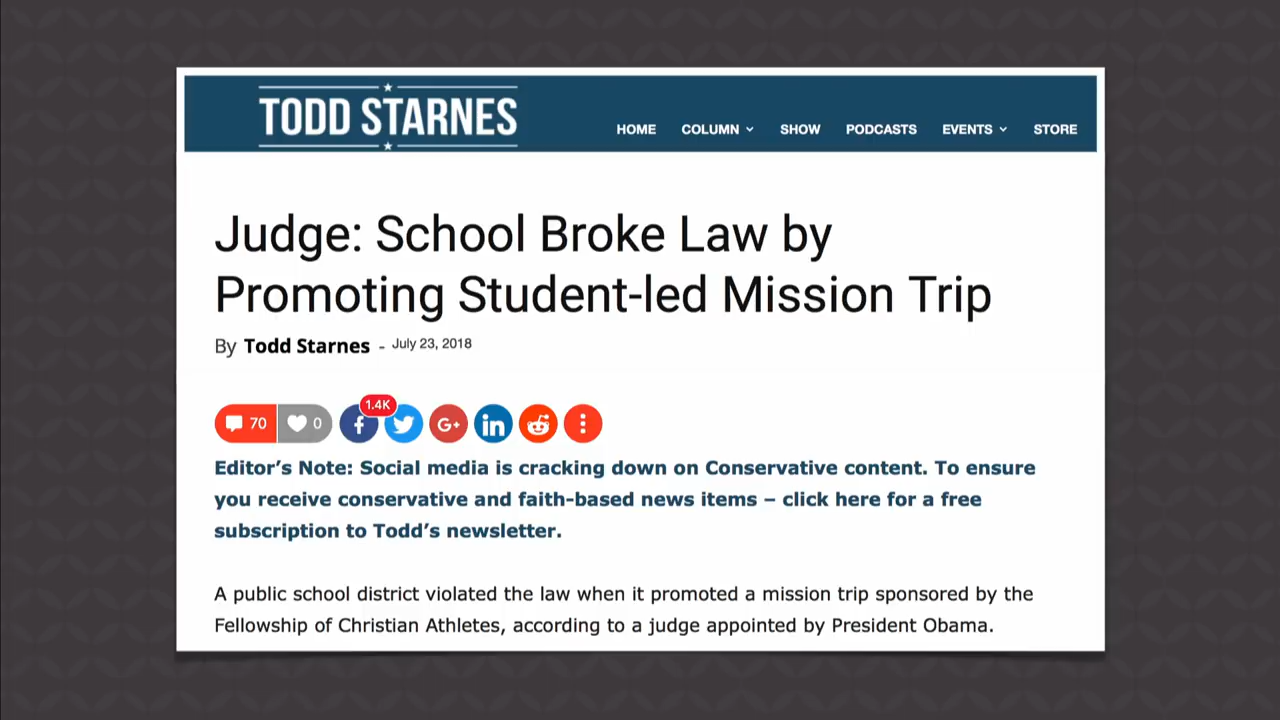 TODD STARNES
HOME COLUMN SHOW PODCASTS EVENTS STORE
Judge: School Broke Law by
Promoting Student-led Mission Trip
By Todd Starnes - July 23, 2018
1.4K
70 0
Editor's Note: Social media is cracking down on Conservative content. To ensure
you receive conservative and faith-based news items – click here for a free
subscription to Todd's newsletter.
A public school district violated the law when it promoted a mission trip sponsored by the
Fellowship of Christian Athletes, according to a judge appointed by President Obama.